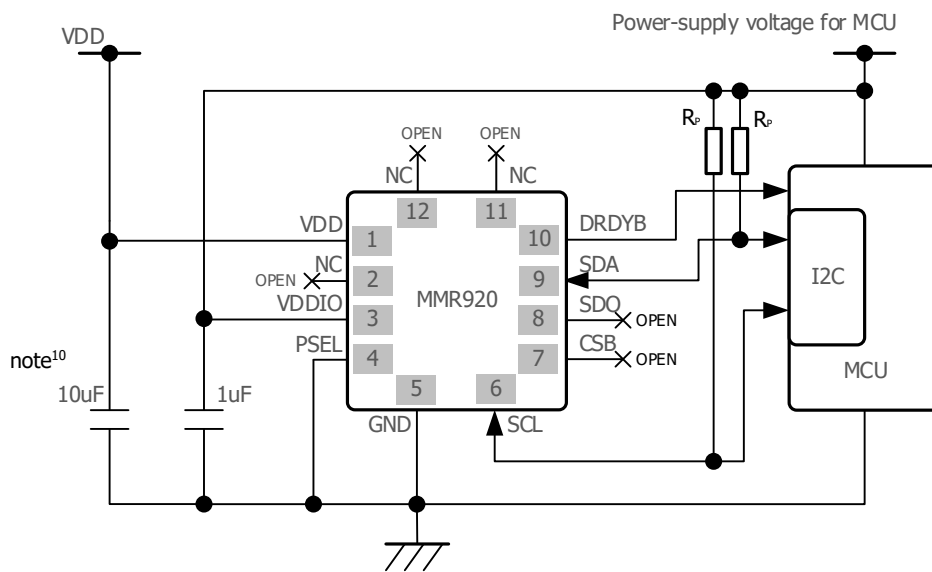 Power-supply voltage for MCU
VDD
Rₚ Rₚ
OPEN OPEN
NC NC
12 11
VDD 1 10 DRDYB
OPEN NC 2 9 SDA
MMR920
I2C
VDDIO 3 8 SDO OPEN
PSEL 4 7 CSB OPEN
note¹⁰
MCU
10uF 1uF 5 6
GND SCL